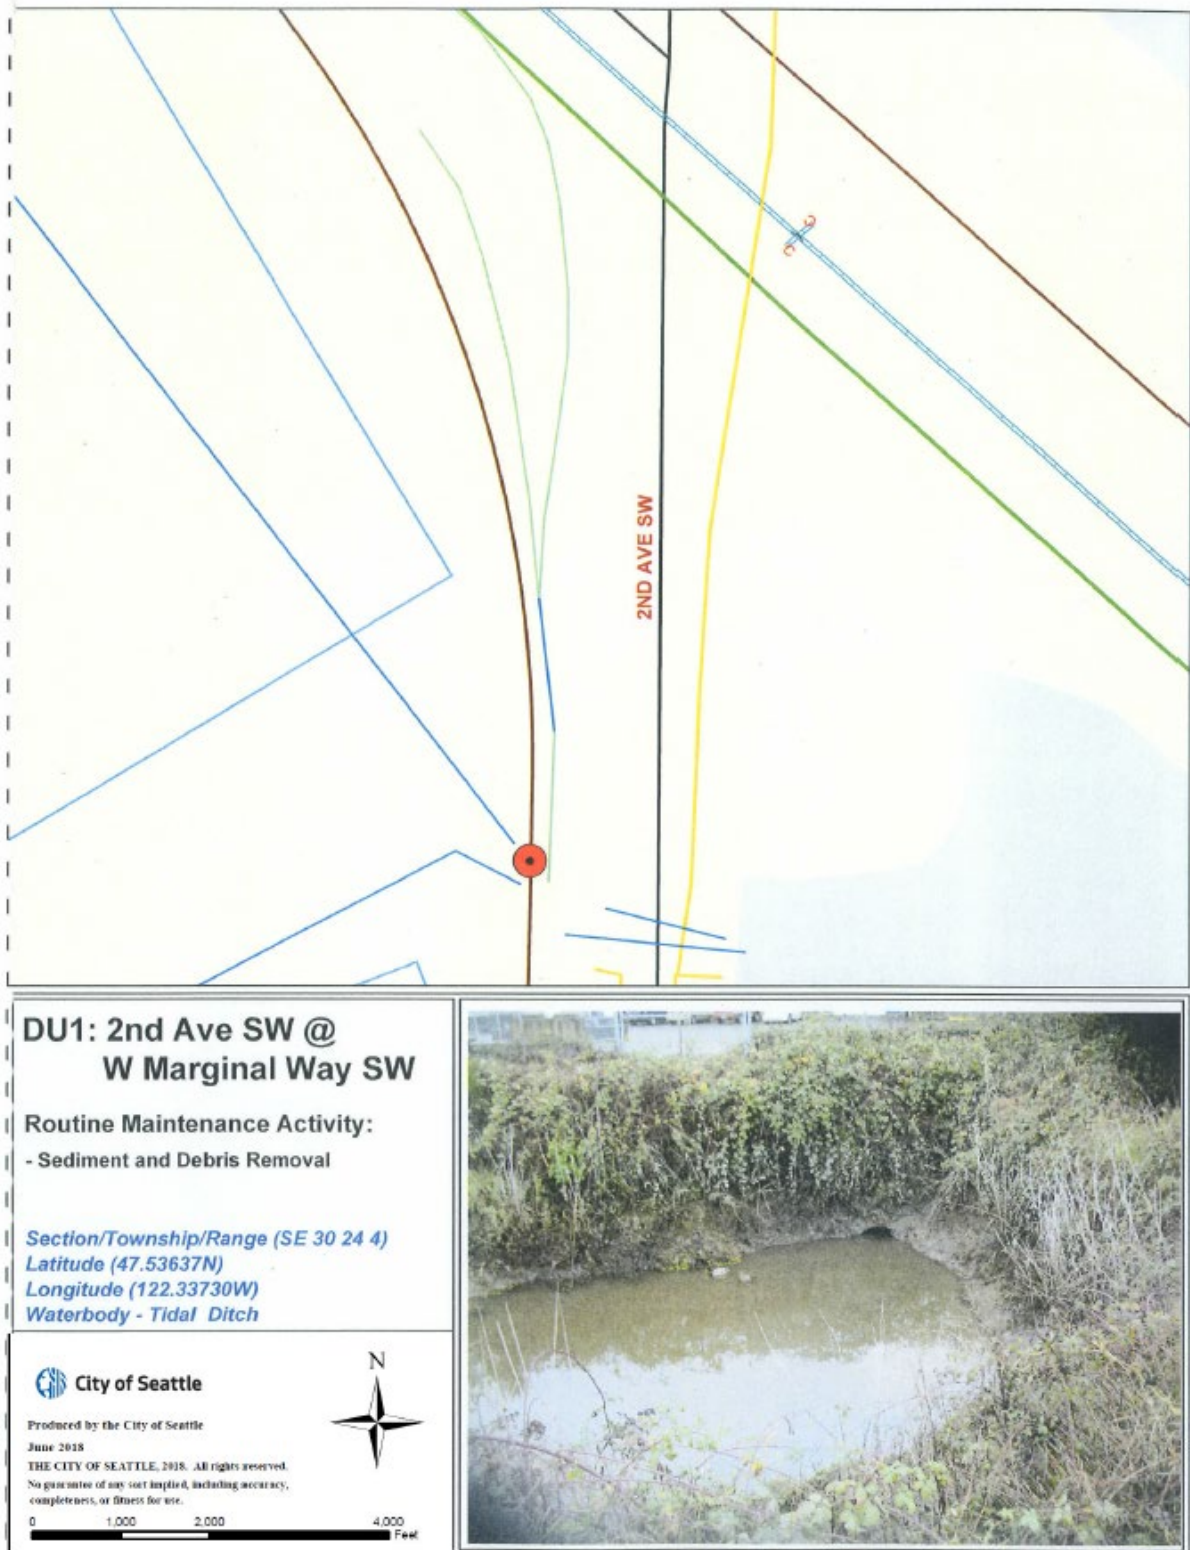 2ND AVE SW
DU1: 2nd Ave SW @
W Marginal Way SW
Routine Maintenance Activity:
- Sediment and Debris Removal
Section/Township/Range (SE 30 24 4)
Latitude (47.53637N)
Longitude (122.33730W)
Waterbody - Tidal Ditch
City of Seattle
N
Produced by the City of Seattle
June 2018
THE CITY OF SEATTLE, 2018. All rights reserved.
No guarantee of any sort implied, including accuracy,
completeness, or fitness for use.
0 1,000 2,000 4,000
Feet